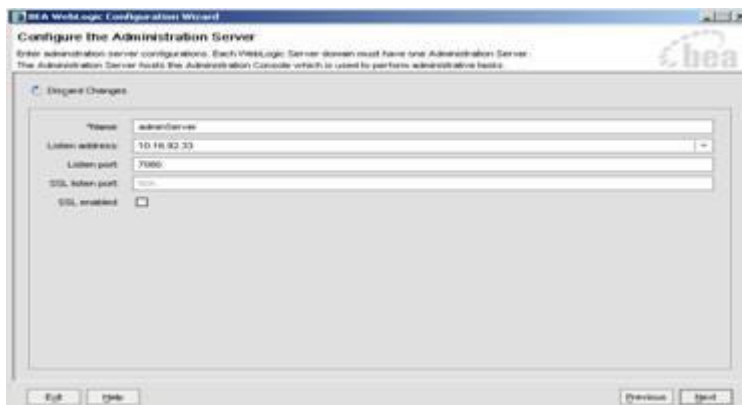 BEA WebLogic Configuration Wizard
Configure the Administration Server
Enter administration server configurations. Each WebLogic Server domain must have one Administration Server.
The Administration Server hosts the Administration Console which is used to perform administrative tasks.
bea
Discard Changes
*Name:
Listen address: 10.16.92.33
Listen port:
SSL listen port: N/A
SSL enabled:
Exit Help Previous Next